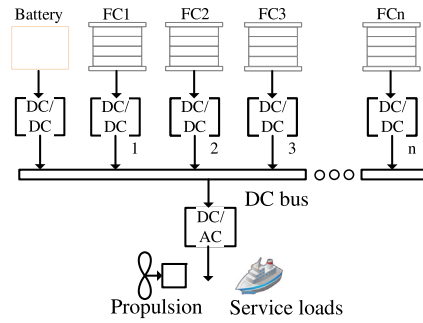 Battery FC1 FC2 FC3 FCn
DC/ DC/ DC/ DC/ DC/
DC DC DC DC DC
1 2 3 n
DC bus
DC/
AC
Propulsion Service loads